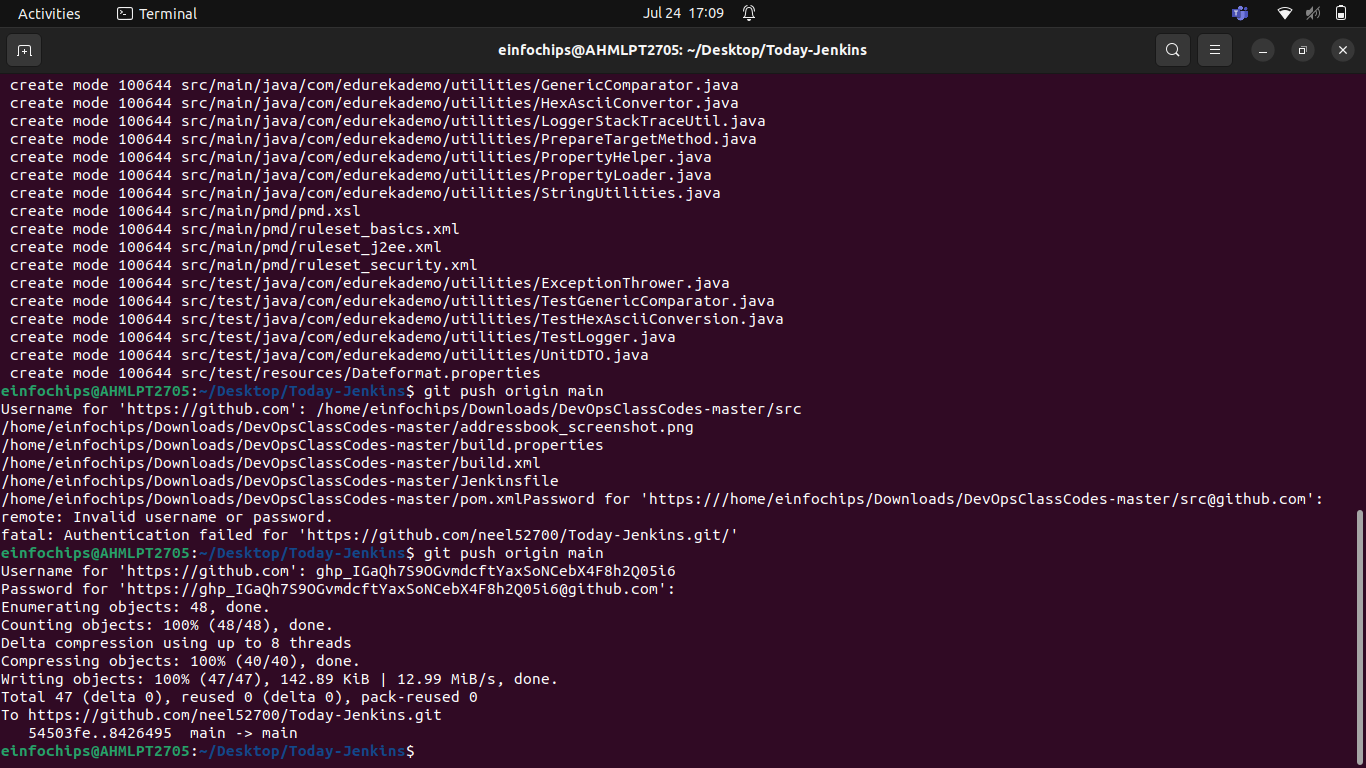 Activities
Terminal
Jul 24 17:09
einfochips@AHMLPT2705: ~/Desktop/Today-Jenkins
create mode 100644 src/main/java/com/edurekademo/utilities/GenericComparator.java
create mode 100644 src/main/java/com/edurekademo/utilities/HexAsciiConvertor.java
create mode 100644 src/main/java/com/edurekademo/utilities/LoggerStackTraceUtil.java
create mode 100644 src/main/java/com/edurekademo/utilities/PrepareTargetMethod.java
create mode 100644 src/main/java/com/edurekademo/utilities/PropertyHelper.java
create mode 100644 src/main/java/com/edurekademo/utilities/PropertyLoader.java
create mode 100644 src/main/java/com/edurekademo/utilities/StringUtilities.java
create mode 100644 src/main/pmd/pmd.xsl
create mode 100644 src/main/pmd/ruleset_basics.xml
create mode 100644 src/main/pmd/ruleset_j2ee.xml
create mode 100644 src/main/pmd/ruleset_security.xml
create mode 100644 src/test/java/com/edurekademo/utilities/ExceptionThrower.java
create mode 100644 src/test/java/com/edurekademo/utilities/TestGenericComparator.java
create mode 100644 src/test/java/com/edurekademo/utilities/TestHexAsciiConversion.java
create mode 100644 src/test/java/com/edurekademo/utilities/TestLogger.java
create mode 100644 src/test/java/com/edurekademo/utilities/UnitDTO.java
create mode 100644 src/test/resources/Dateformat.properties
einfochips@AHMLPT2705:~/Desktop/Today-Jenkins$ git push origin main
Username for 'https://github.com': /home/einfochips/Downloads/DevOpsClassCodes-master/src
/home/einfochips/Downloads/DevOpsClassCodes-master/addressbook_screenshot.png
/home/einfochips/Downloads/DevOpsClassCodes-master/build.properties
/home/einfochips/Downloads/DevOpsClassCodes-master/build.xml
/home/einfochips/Downloads/DevOpsClassCodes-master/Jenkinsfile
/home/einfochips/Downloads/DevOpsClassCodes-master/pom.xmlPassword for 'https:///home/einfochips/Downloads/DevOpsClassCodes-master/src@github.com':
remote: Invalid username or password.
fatal: Authentication failed for 'https://github.com/neel52700/Today-Jenkins.git/'
einfochips@AHMLPT2705:~/Desktop/Today-Jenkins$ git push origin main
Username for 'https://github.com': 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
Password for 'https://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@github.com':
Enumerating objects: 48, done.
Counting objects: 100% (48/48), done.
Delta compression using up to 8 threads
Compressing objects: 100% (40/40), done.
Writing objects: 100% (47/47), 142.89 KiB | 12.99 MiB/s, done.
Total 47 (delta 0), reused 0 (delta 0), pack-reused 0
To https://github.com/neel52700/Today-Jenkins.git
54503fe..8426495  main -> main
einfochips@AHMLPT2705:~/Desktop/Today-Jenkins$